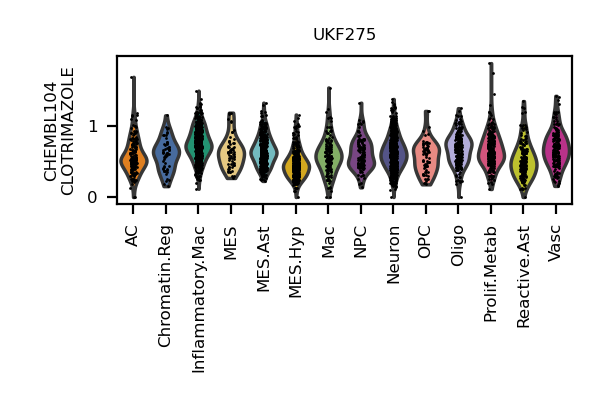 UKF275
CHEMBL104
CLOTRIMAZOLE
1
0
AC
Chromatin.Reg
Inflammatory.Mac
MES
MES.Ast
MES.Hyp
Mac
NPC
Neuron
OPC
Oligo
Prolif.Metab
Reactive.Ast
Vasc